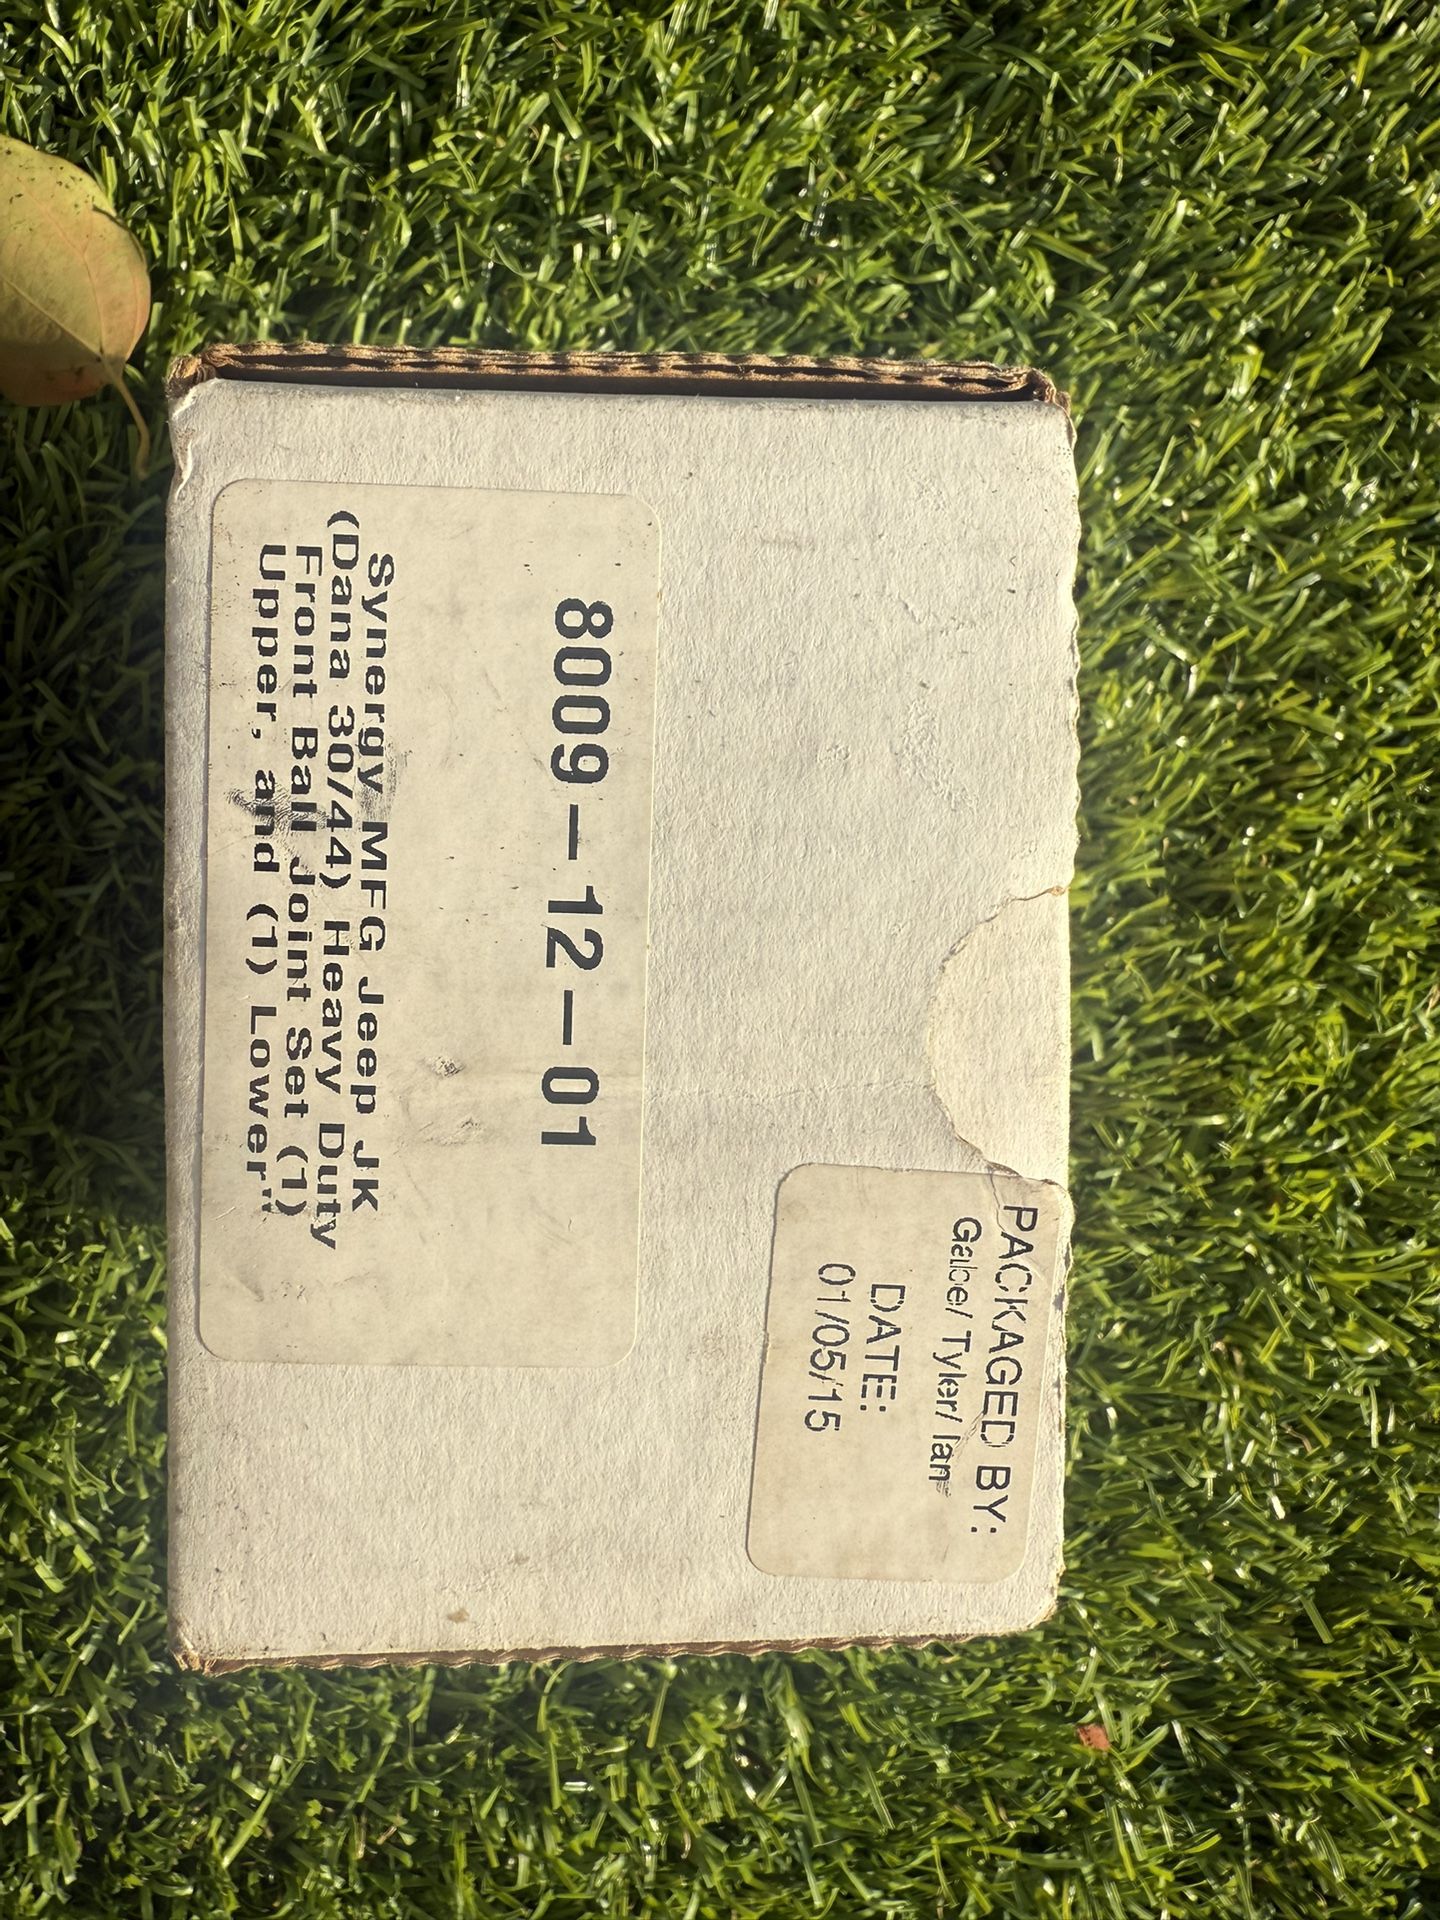 PACKAGED BY:
Gabe/ Tyler/ Ian
DATE:
01/05/15
8009-12-01
Synergy MFG Jeep JK
(Dana 30/44) Heavy Duty
Front Ball Joint Set (1)
Upper, and (1) Lower"